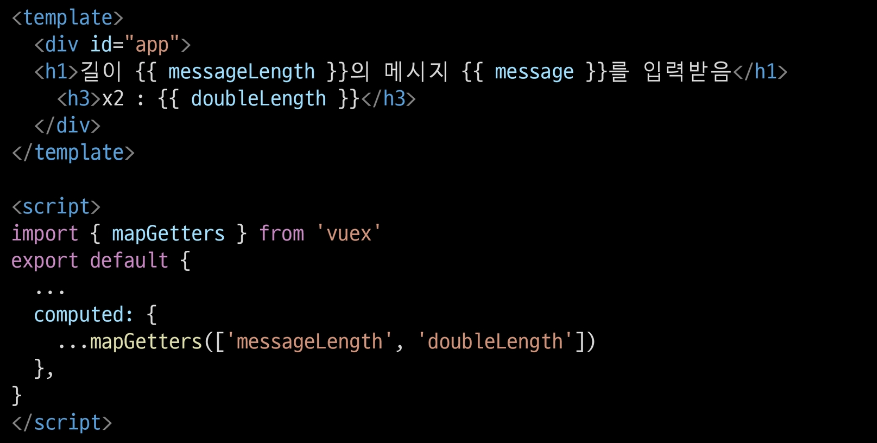 <template>
  <div id="app">
  <h1>길이 {{ messageLength }}의 메시지 {{ message }}를 입력받음</h1>
    <h3>x2 : {{ doubleLength }}</h3>
  </div>
</template>

<script>
import { mapGetters } from 'vuex'
export default {
  ...
  computed: {
    ...mapGetters(['messageLength', 'doubleLength'])
  },
}
</script>